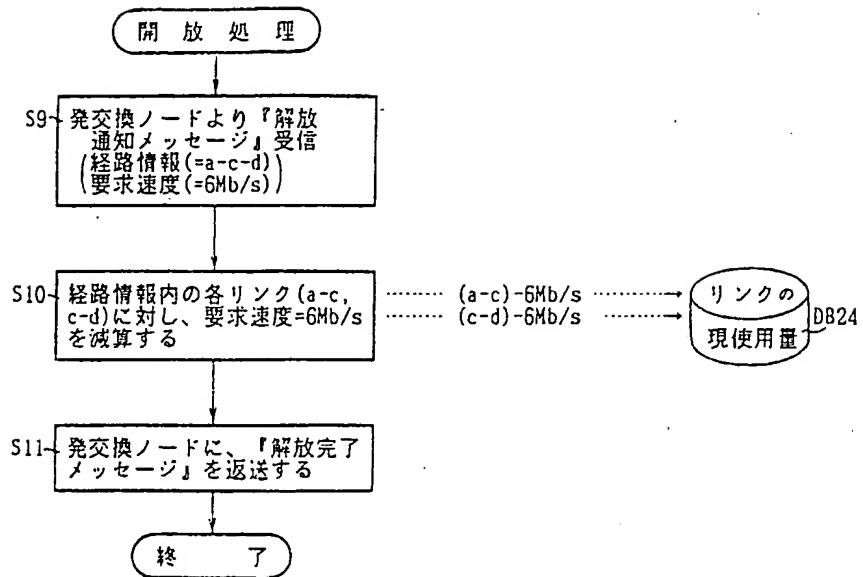 開放処理
S9
発交換ノードより『解放
通知メッセージ』受信
(経路情報(=a-c-d)
要求速度(=6Mb/s))
S10
経路情報内の各リンク(a-c,
c-d)に対し、要求速度=6Mb/s
を減算する
(a-c)-6Mb/s
(c-d)-6Mb/s
リンクの
現使用量
DB24
S11
発交換ノードに、『解放完了
メッセージ』を返送する
終了